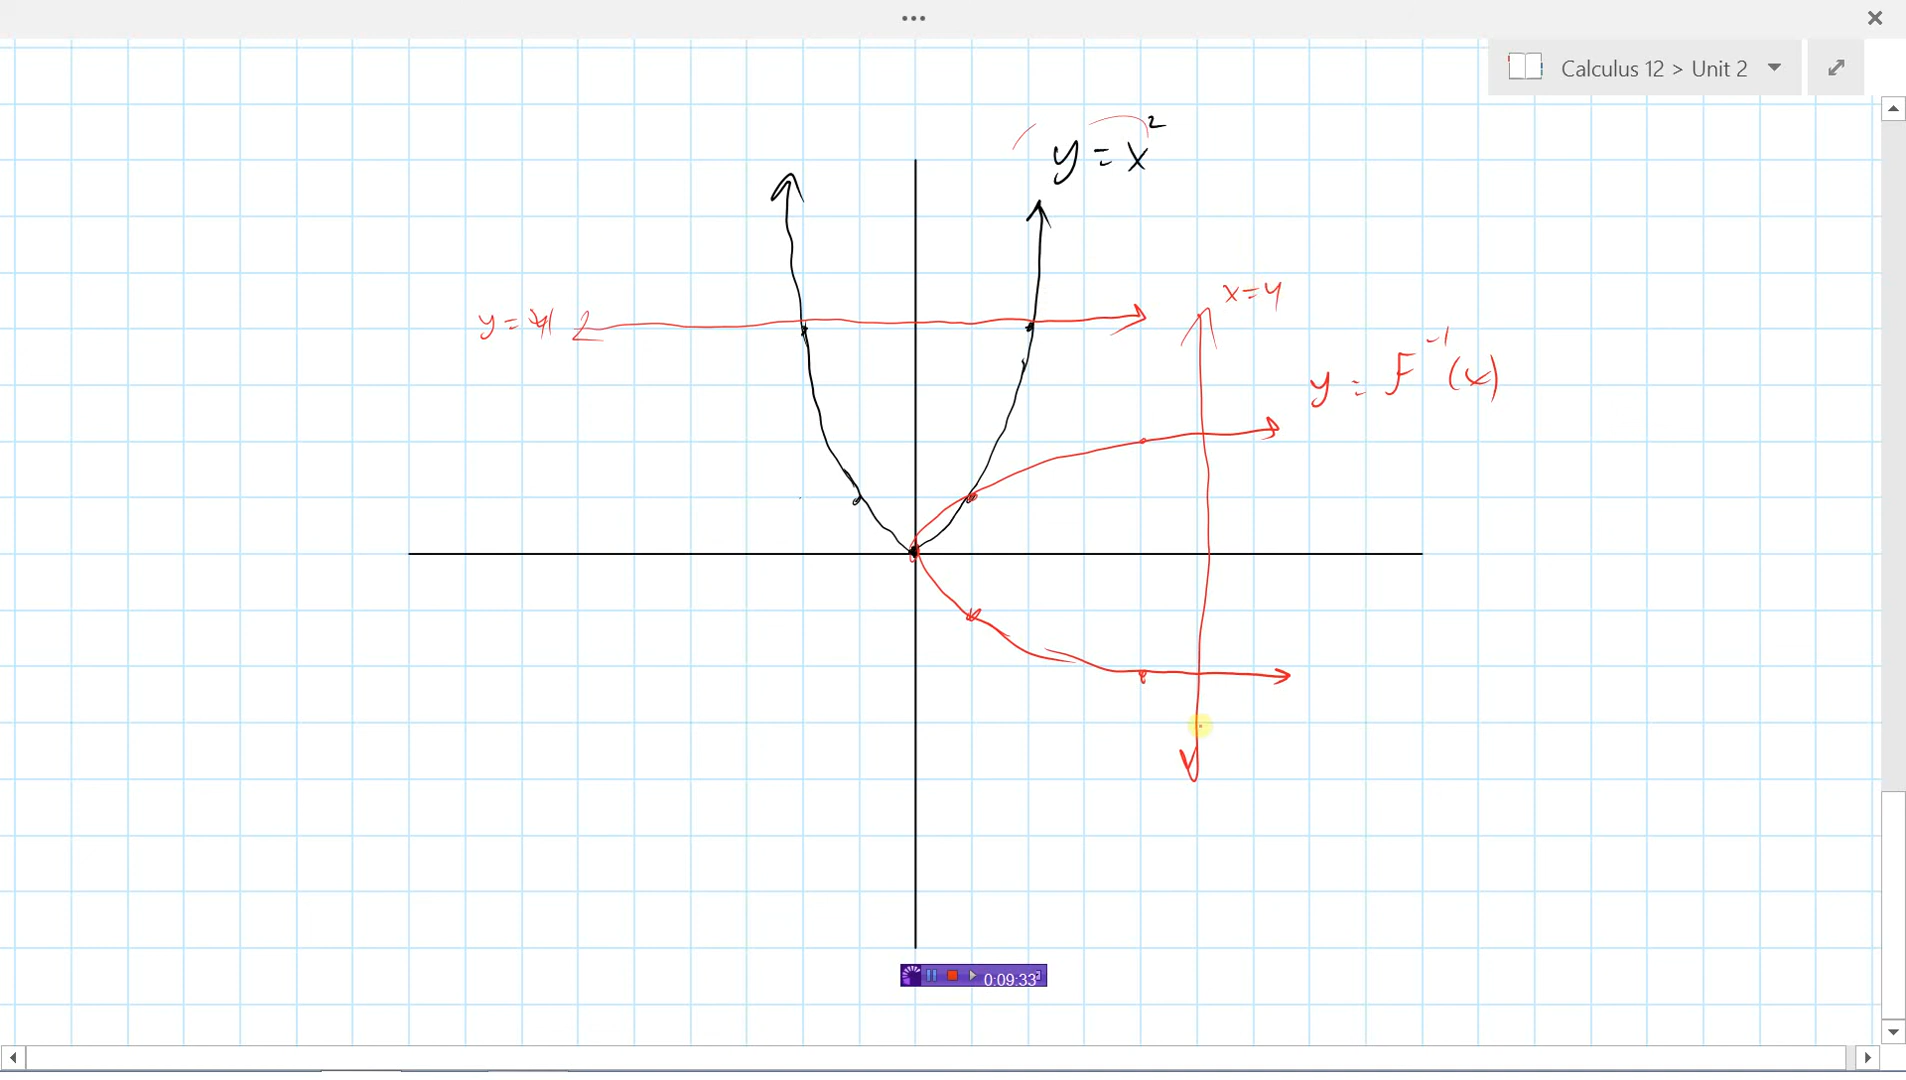 Calculus 12 > Unit 2
y = x²
x=4
y = 4
y = F⁻¹(x)
0:09:33